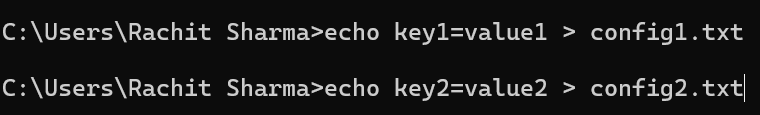 C:\Users\Rachit Sharma>echo key1=value1 > config1.txt
C:\Users\Rachit Sharma>echo key2=value2 > config2.txt